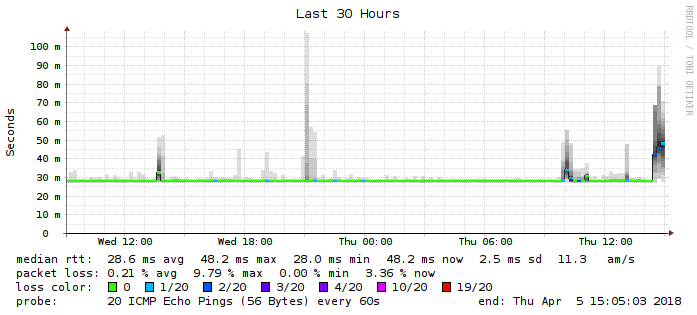 Last 30 Hours
RRDTOOL / TOBI OETIKER
Seconds
100 m
90 m
80 m
70 m
60 m
50 m
40 m
30 m
20 m
10 m
0
Wed 12:00 Wed 18:00 Thu 00:00 Thu 06:00 Thu 12:00
median rtt: 28.6 ms avg 48.2 ms max 28.0 ms min 48.2 ms now 2.5 ms sd 11.3 am/s
packet loss: 0.21 % avg 9.79 % max 0.00 % min 3.36 % now
loss color: 0 1/20 2/20 3/20 4/20 10/20 19/20
probe: 20 ICMP Echo Pings (56 Bytes) every 60s end: Thu Apr 5 15:05:03 2018